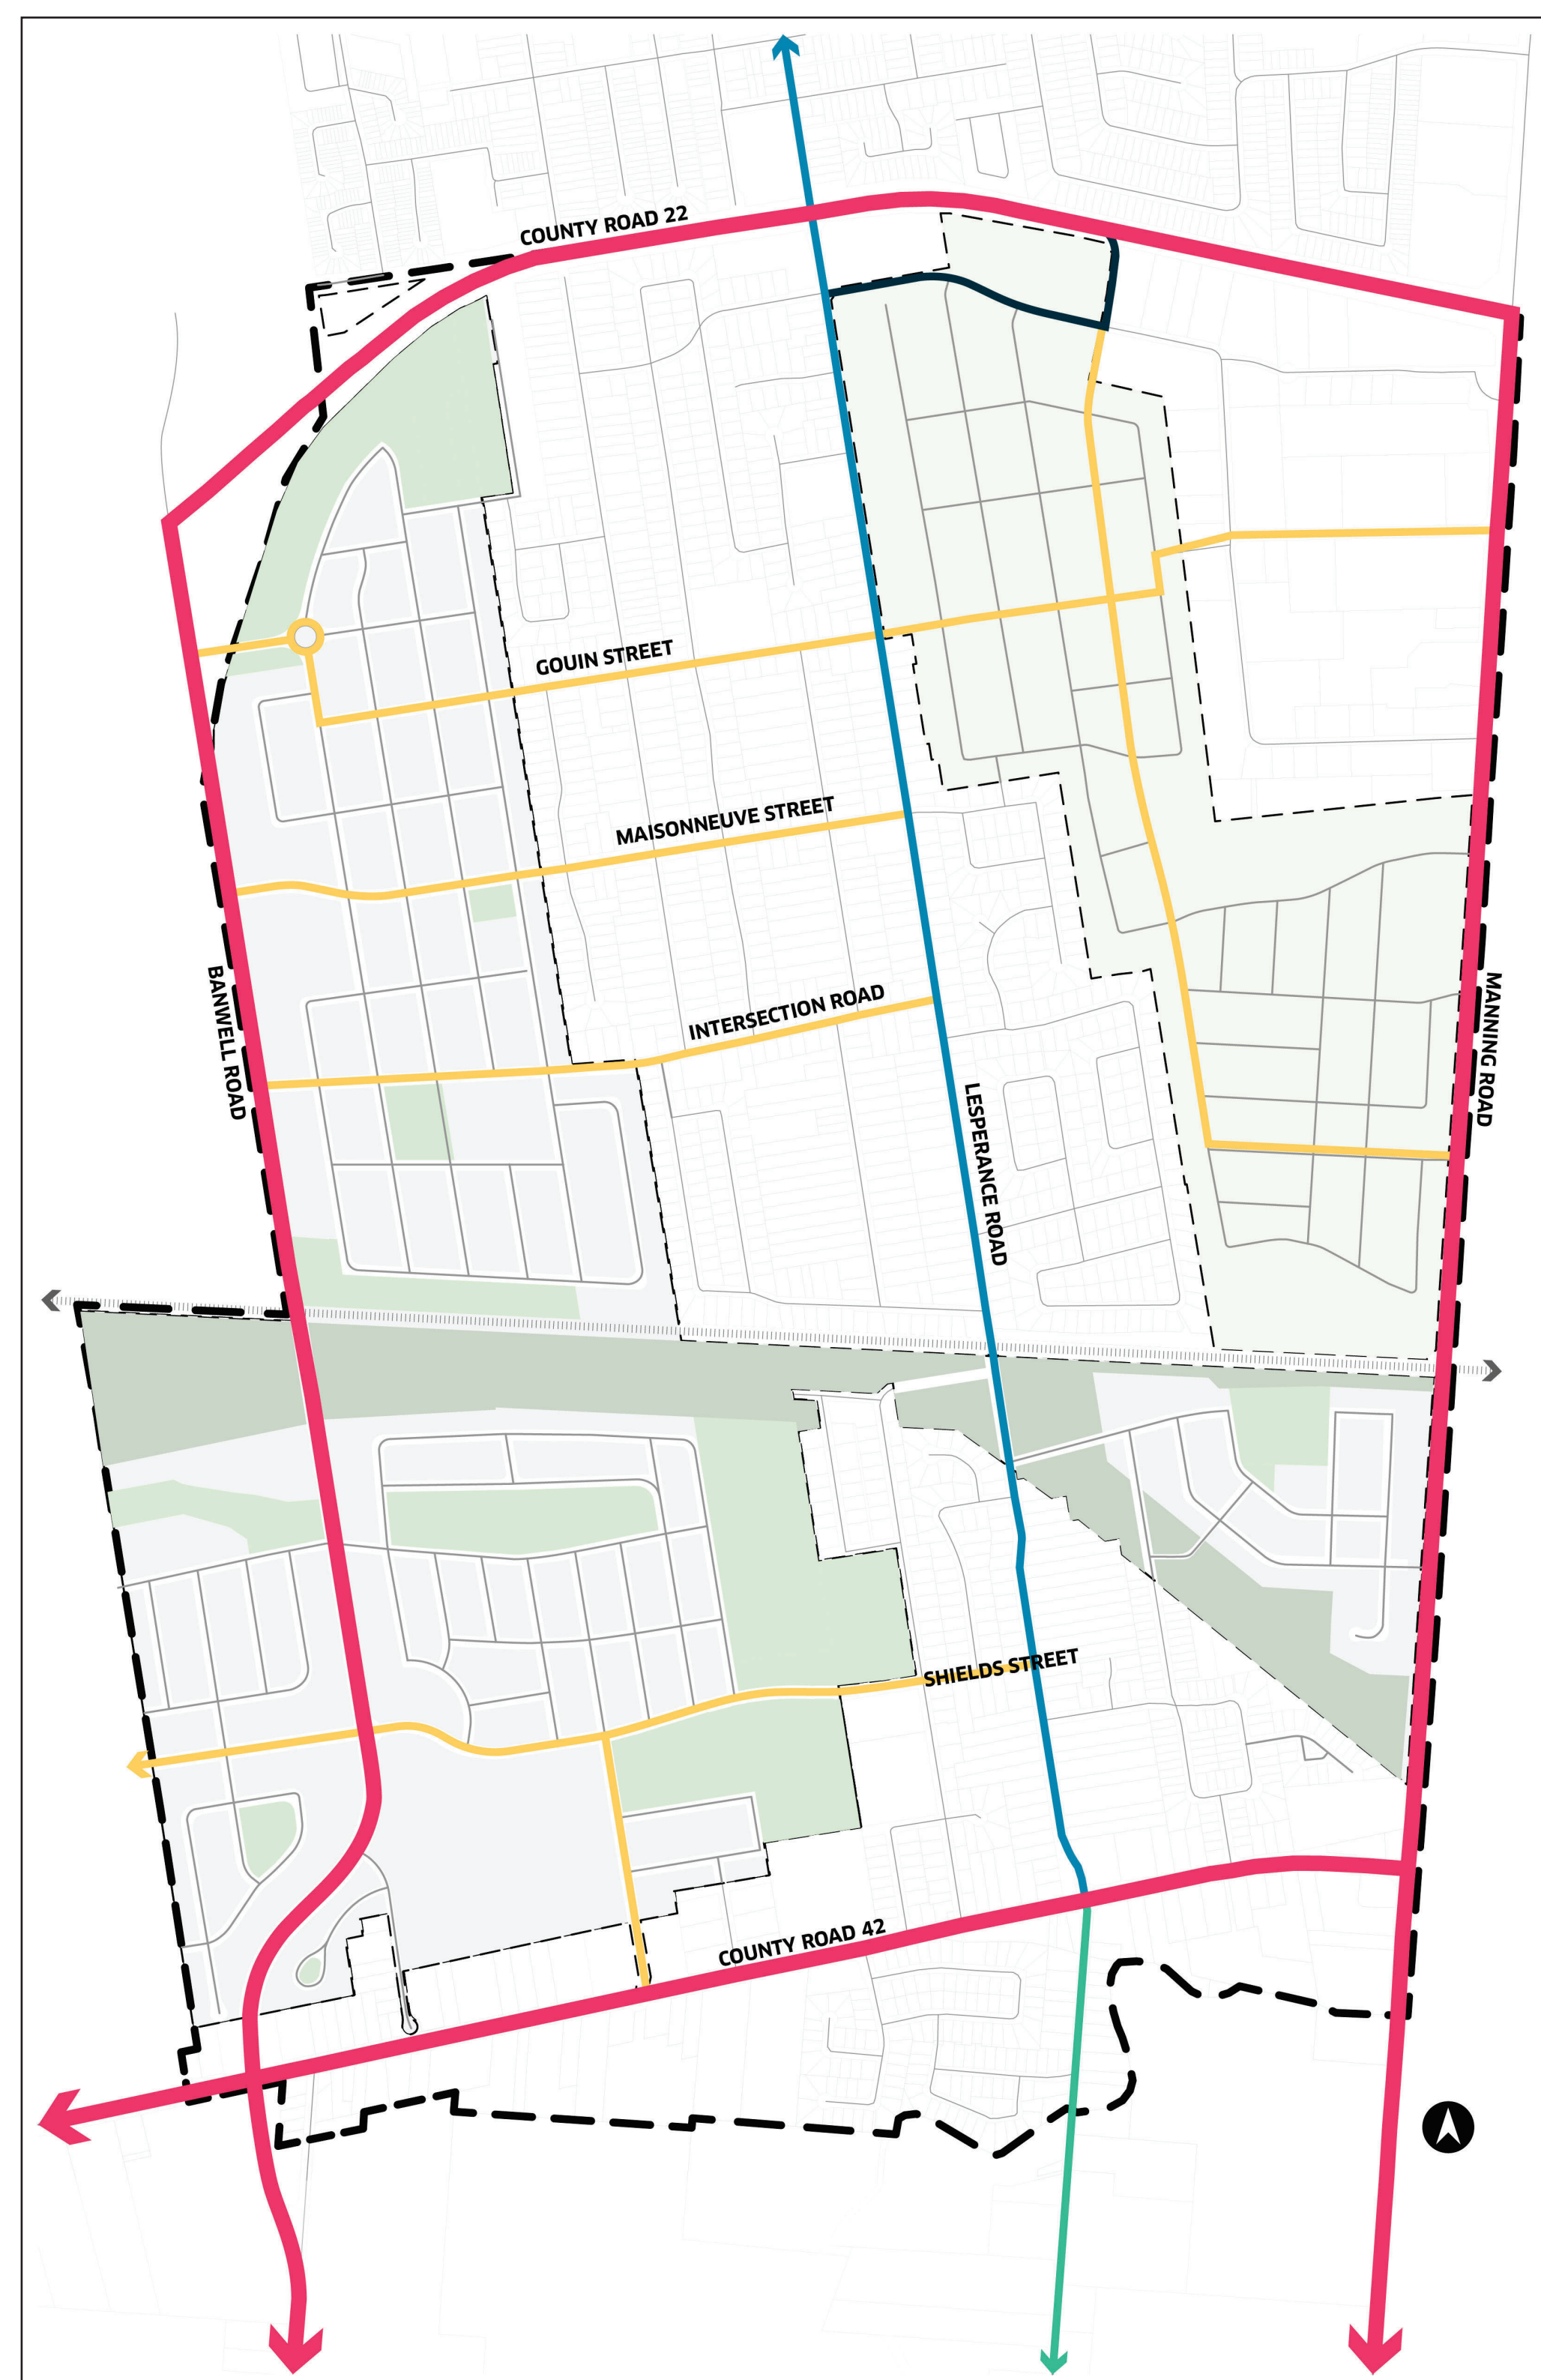 COUNTY ROAD 22
GOUIN STREET
MAISONNEUVE STREET
INTERSECTION ROAD
BANWELL ROAD
MANNING ROAD
LESPERANCE ROAD
SHIELDS STREET
COUNTY ROAD 42